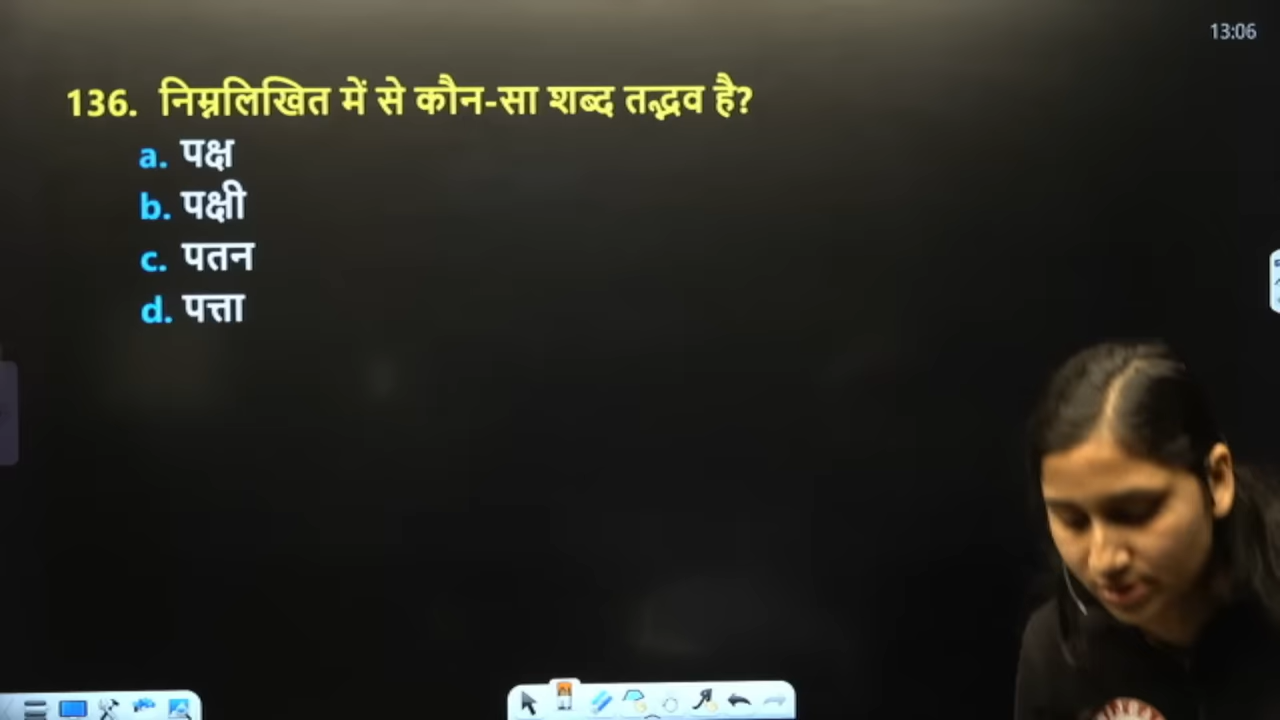 13:06
136. निम्नलिखित में से कौन-सा शब्द तद्भव है?
a. पक्ष
b. पक्षी
c. पतन
d. पत्ता